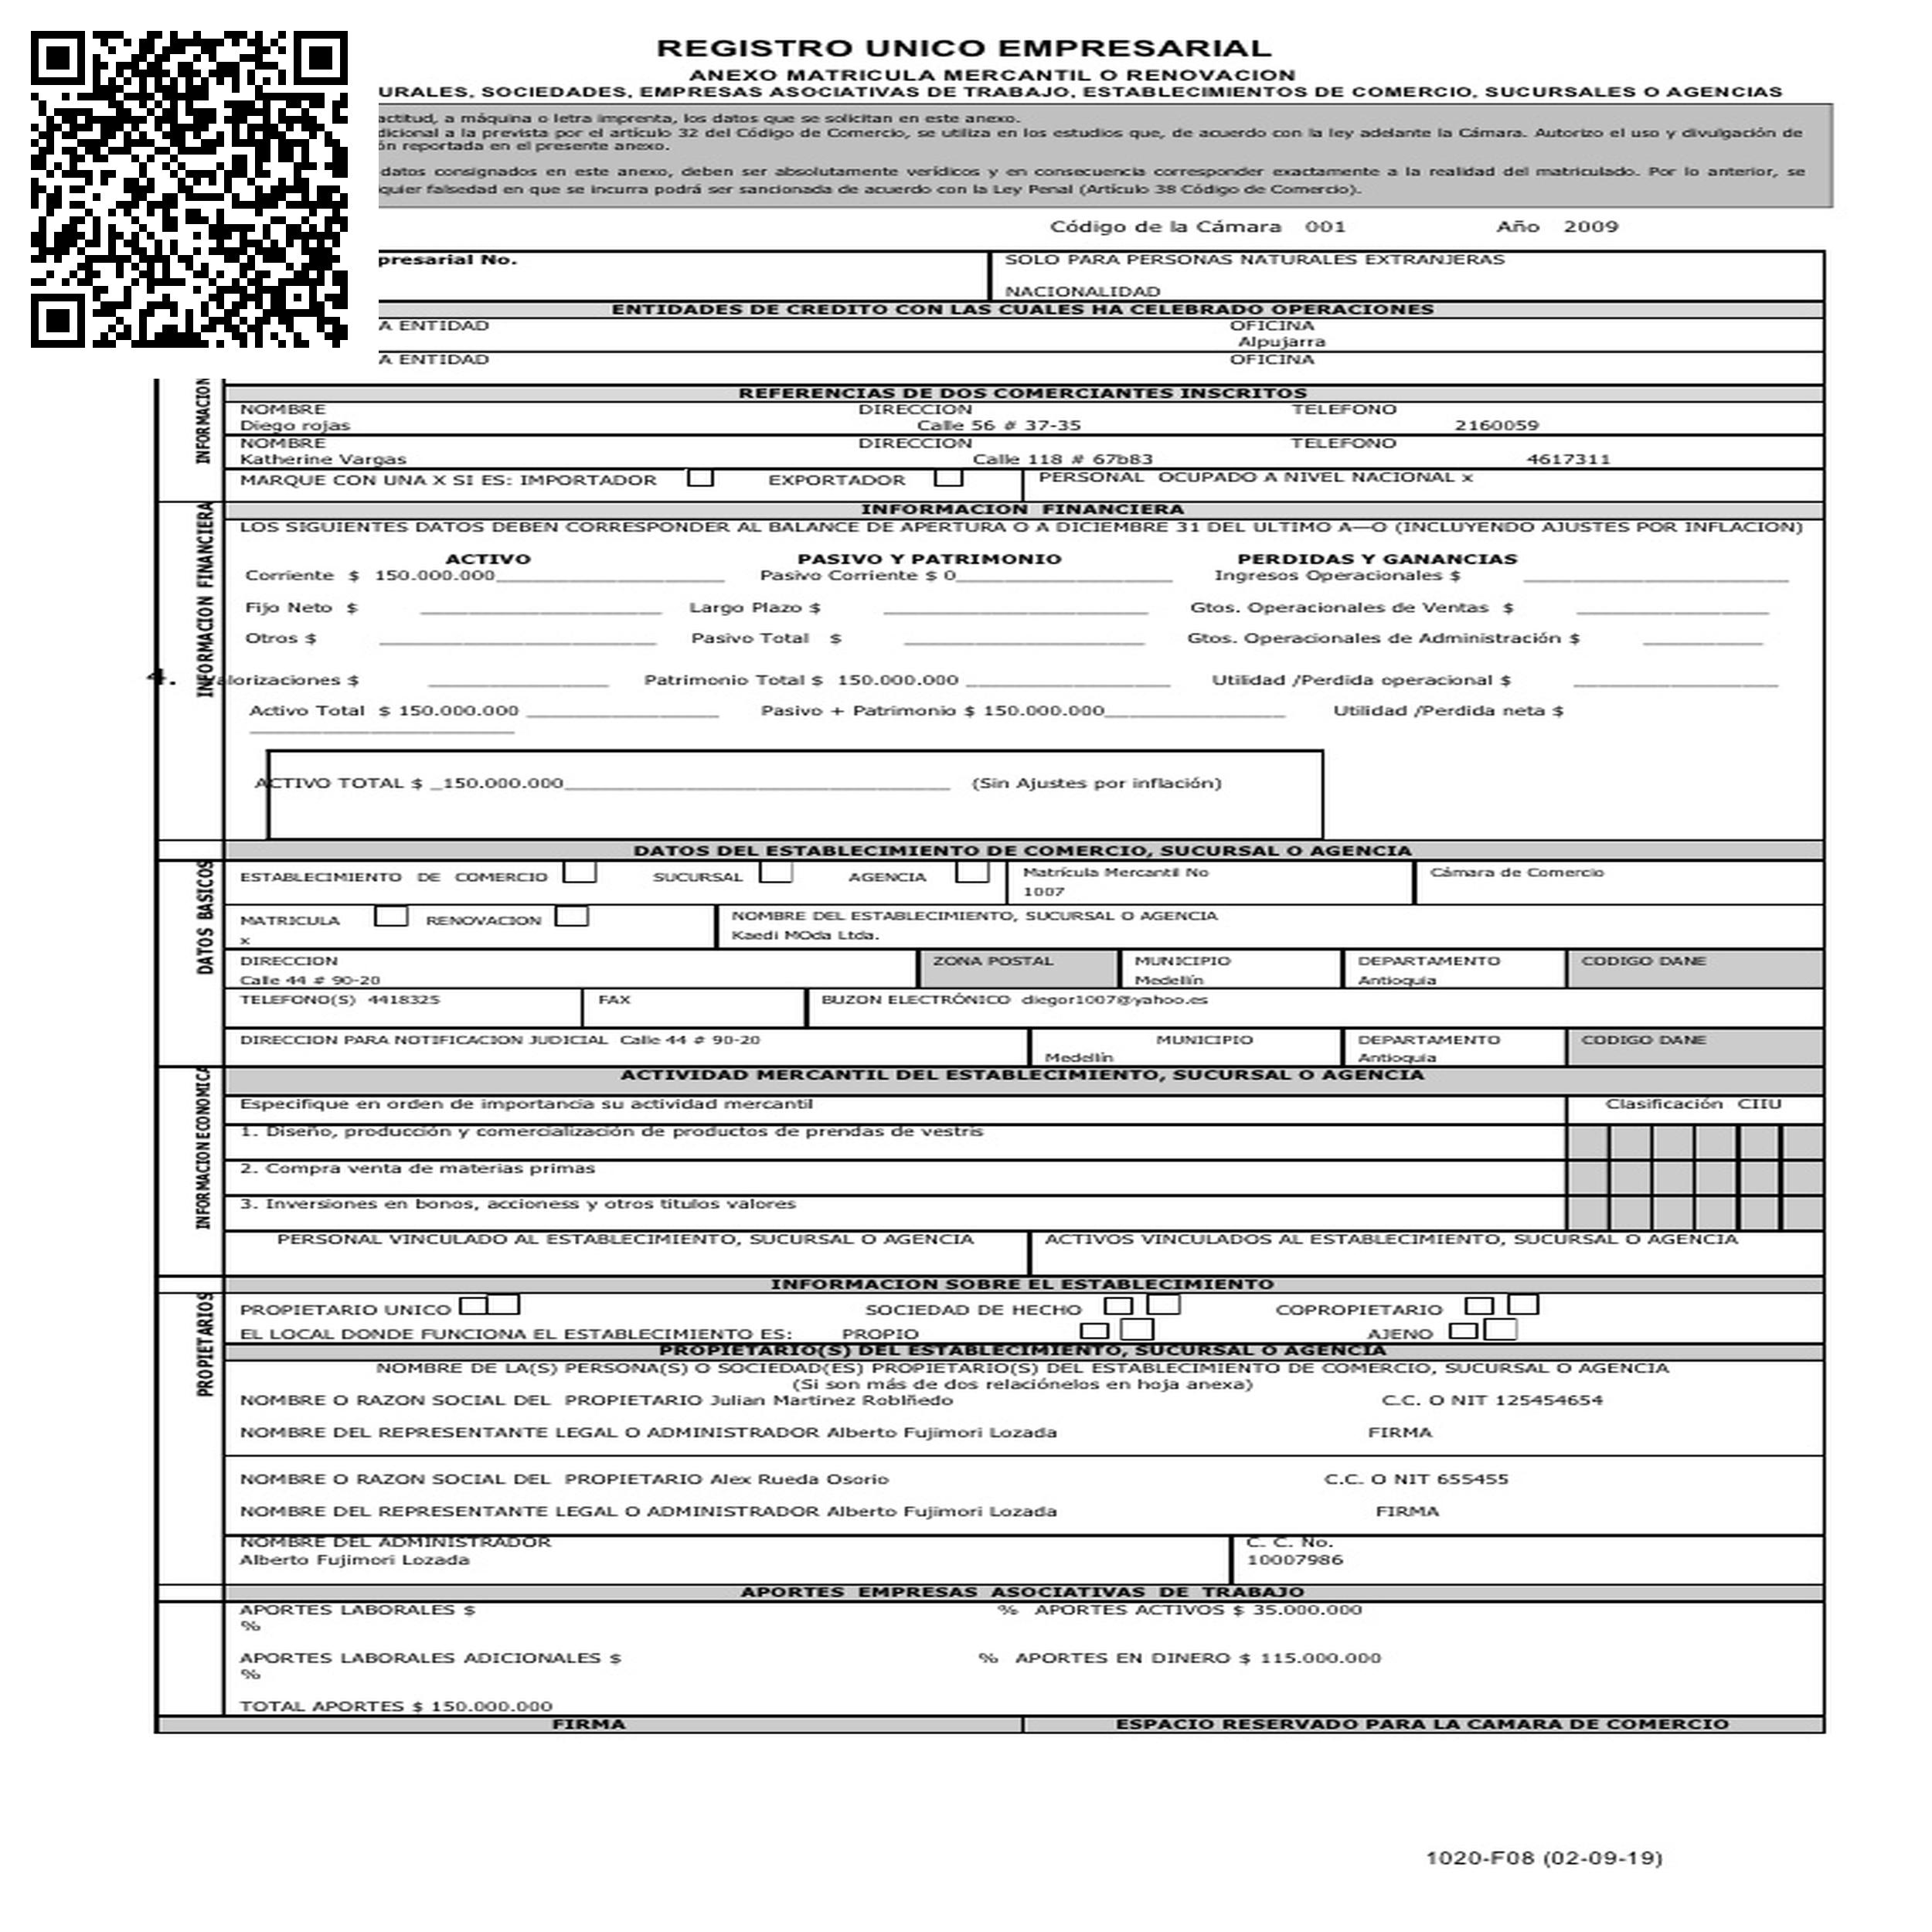 REGISTRO UNICO EMPRESARIAL
ANEXO MATRICULA MERCANTIL O RENOVACION
URALES, SOCIEDADES, EMPRESAS ASOCIATIVAS DE TRABAJO, ESTABLECIMIENTOS DE COMERCIO, SUCURSALES O AGENCIAS
actitud, a máquina o letra imprenta, los datos que se solicitan en este anexo.
dicional a la prevista por el artículo 32 del Código de Comercio, se utiliza en los estudios que, de acuerdo con la ley adelante la Cámara. Autorizo el uso y divulgación de
ón reportada en el presente anexo.
datos consignados en este anexo, deben ser absolutamente verídicos y en consecuencia corresponder exactamente a la realidad del matriculado. Por lo anterior, se
quier falsedad en que se incurra podrá ser sancionada de acuerdo con la Ley Penal (Artículo 38 Código de Comercio).
Código de la Cámara 001 Año 2009
presarial No. SOLO PARA PERSONAS NATURALES EXTRANJERAS
NACIONALIDAD
ENTIDADES DE CREDITO CON LAS CUALES HA CELEBRADO OPERACIONES
A ENTIDAD OFICINA
Alpujarra
A ENTIDAD OFICINA
INFORMACION
REFERENCIAS DE DOS COMERCIANTES INSCRITOS
NOMBRE DIRECCION TELEFONO
Diego rojas Calle 56 # 37-35 2160059
NOMBRE DIRECCION TELEFONO
Katherine Vargas Calle 118 # 67b83 4617311
MARQUE CON UNA X SI ES: IMPORTADOR EXPORTADOR PERSONAL OCUPADO A NIVEL NACIONAL x
INFORMACION FINANCIERA
INFORMACION FINANCIERA
LOS SIGUIENTES DATOS DEBEN CORRESPONDER AL BALANCE DE APERTURA O A DICIEMBRE 31 DEL ULTIMO A—O (INCLUYENDO AJUSTES POR INFLACION)
ACTIVO PASIVO Y PATRIMONIO PERDIDAS Y GANANCIAS
Corriente $ 150.000.000____ Pasivo Corriente $ 0____ Ingresos Operacionales $ ____
Fijo Neto $ ____ Largo Plazo $ ____ Gtos. Operacionales de Ventas $ ____
Otros $ ____ Pasivo Total $ ____ Gtos. Operacionales de Administración $ ____
4. Valorizaciones $ ____ Patrimonio Total $ 150.000.000 ____ Utilidad /Perdida operacional $ ____
Activo Total $ 150.000.000 ____ Pasivo + Patrimonio $ 150.000.000____ Utilidad /Perdida neta $
____
ACTIVO TOTAL $ _150.000.000____ (Sin Ajustes por inflación)
DATOS DEL ESTABLECIMIENTO DE COMERCIO, SUCURSAL O AGENCIA
DATOS BASICOS
ESTABLECIMIENTO DE COMERCIO SUCURSAL AGENCIA Matrícula Mercantil No Cámara de Comercio
1007
MATRICULA RENOVACION NOMBRE DEL ESTABLECIMIENTO, SUCURSAL O AGENCIA
x Kaedi MOda Ltda.
DIRECCION ZONA POSTAL MUNICIPIO DEPARTAMENTO CODIGO DANE
Calle 44 # 90-20 Medellín Antioquia
TELEFONO(S) 4418325 FAX BUZON ELECTRÓNICO diegor1007@yahoo.es
DIRECCION PARA NOTIFICACION JUDICIAL Calle 44 # 90-20 MUNICIPIO DEPARTAMENTO CODIGO DANE
Medellín Antioquia
INFORMACION ECONOMICA
ACTIVIDAD MERCANTIL DEL ESTABLECIMIENTO, SUCURSAL O AGENCIA
Especifique en orden de importancia su actividad mercantil Clasificación CIIU
1. Diseño, producción y comercialización de productos de prendas de vestris
2. Compra venta de materias primas
3. Inversiones en bonos, accioness y otros titulos valores
PERSONAL VINCULADO AL ESTABLECIMIENTO, SUCURSAL O AGENCIA ACTIVOS VINCULADOS AL ESTABLECIMIENTO, SUCURSAL O AGENCIA
INFORMACION SOBRE EL ESTABLECIMIENTO
PROPIETARIOS
PROPIETARIO UNICO SOCIEDAD DE HECHO COPROPIETARIO
EL LOCAL DONDE FUNCIONA EL ESTABLECIMIENTO ES: PROPIO AJENO
PROPIETARIO(S) DEL ESTABLECIMIENTO, SUCURSAL O AGENCIA
NOMBRE DE LA(S) PERSONA(S) O SOCIEDAD(ES) PROPIETARIO(S) DEL ESTABLECIMIENTO DE COMERCIO, SUCURSAL O AGENCIA
(Si son más de dos relaciónelos en hoja anexa)
NOMBRE O RAZON SOCIAL DEL PROPIETARIO Julian Martinez Roblñedo C.C. O NIT 125454654
NOMBRE DEL REPRESENTANTE LEGAL O ADMINISTRADOR Alberto Fujimori Lozada FIRMA
NOMBRE O RAZON SOCIAL DEL PROPIETARIO Alex Rueda Osorio C.C. O NIT 655455
NOMBRE DEL REPRESENTANTE LEGAL O ADMINISTRADOR Alberto Fujimori Lozada FIRMA
NOMBRE DEL ADMINISTRADOR C. C. No.
Alberto Fujimori Lozada 10007986
APORTES EMPRESAS ASOCIATIVAS DE TRABAJO
APORTES LABORALES $ % APORTES ACTIVOS $ 35.000.000
%
APORTES LABORALES ADICIONALES $ % APORTES EN DINERO $ 115.000.000
%
TOTAL APORTES $ 150.000.000
FIRMA ESPACIO RESERVADO PARA LA CAMARA DE COMERCIO
1020-F08 (02-09-19)